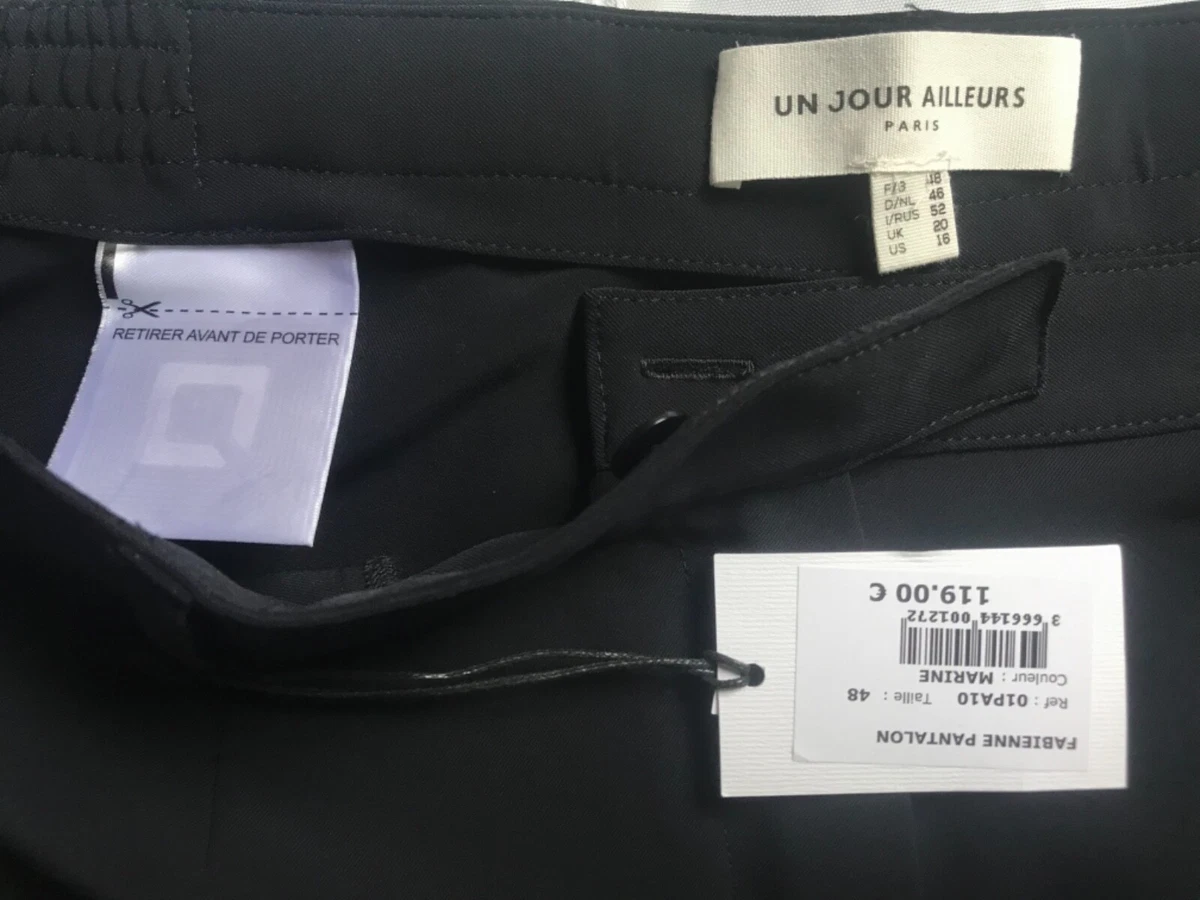 UN JOUR AILLEURS
PARIS
F/3 48
D/NL 46
I/RUS 52
UK 20
US 16
RETIRER AVANT DE PORTER
FABIENNE PANTALON
Ref : 01PA10 Taille : 48
Couleur : MARINE
3 666144 001272
119.00 €